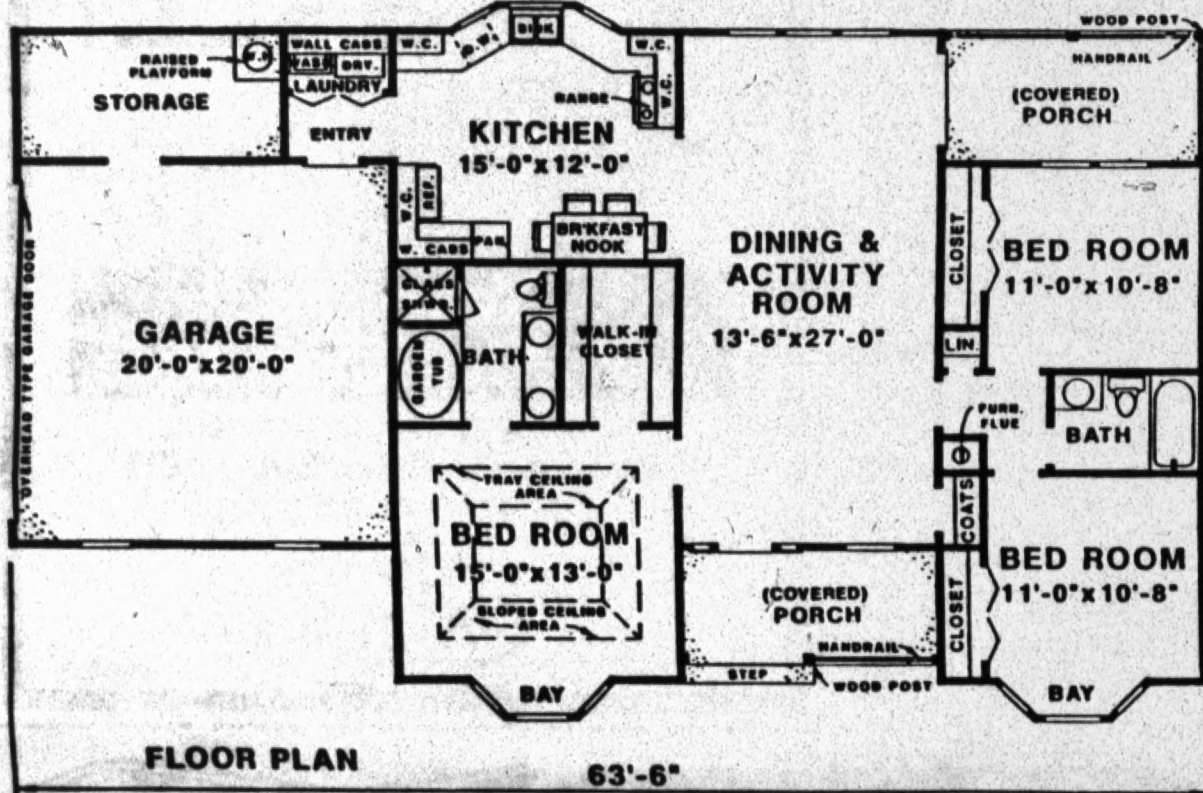 WOOD POST
HANDRAIL
SINK
D.W.
W.C.
W.C.
W.C.
WALL CABS
WASH
DRY.
LAUNDRY
W.H.
RAISED
PLATFORM
STORAGE
ENTRY
RANGE
KITCHEN
15'-0"x12'-0"
(COVERED)
PORCH
W.C.
REF.
W. CABS
PAN.
BR'KFAST
NOOK
CLOSET
BED ROOM
11'-0"x10'-8"
DINING &
ACTIVITY
ROOM
13'-6"x27'-0"
OVERHEAD TYPE GARAGE DOOR
GARAGE
20'-0"x20'-0"
GLASS
SHWR.
GARDEN
TUB
BATH
WALK-IN
CLOSET
LIN.
FURN.
FLUE
BATH
TRAY CEILING
AREA
BED ROOM
15'-0"x13'-0"
SLOPED CEILING
AREA
COATS
BED ROOM
11'-0"x10'-8"
(COVERED)
PORCH
CLOSET
HANDRAIL
STEP
WOOD POST
BAY
BAY
FLOOR PLAN
63'-6"